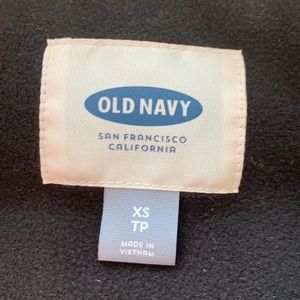 OLD NAVY
SAN FRANCISCO
CALIFORNIA
XS
TP
MADE IN
VIETNAM